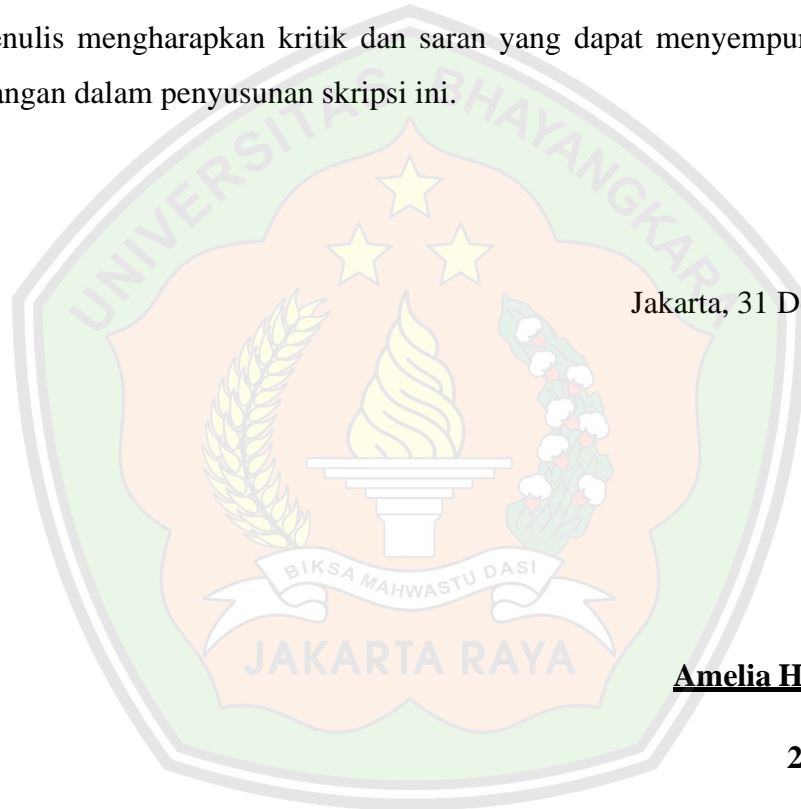 enulis mengharapkan kritik dan saran yang dapat menyempur
angan dalam penyusunan skripsi ini.
UNIVERSITAS BHAYANGKARA
Jakarta, 31 D
BIKSA MAHWASTU DASI
JAKARTA RAYA
Amelia H
2